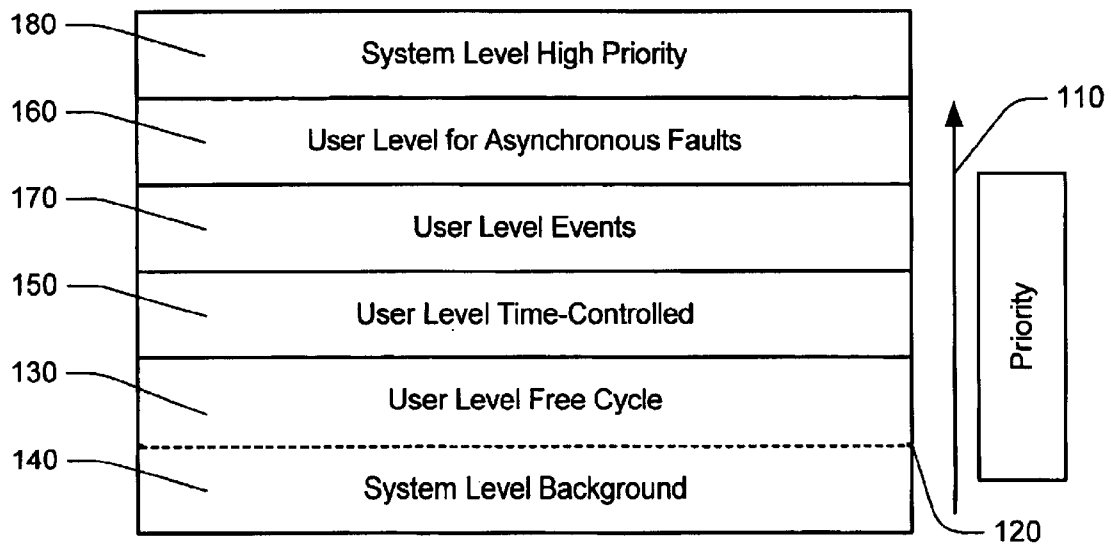 180
System Level High Priority
160
User Level for Asynchronous Faults
110
170
User Level Events
150
User Level Time-Controlled
Priority
130
User Level Free Cycle
140
System Level Background
120